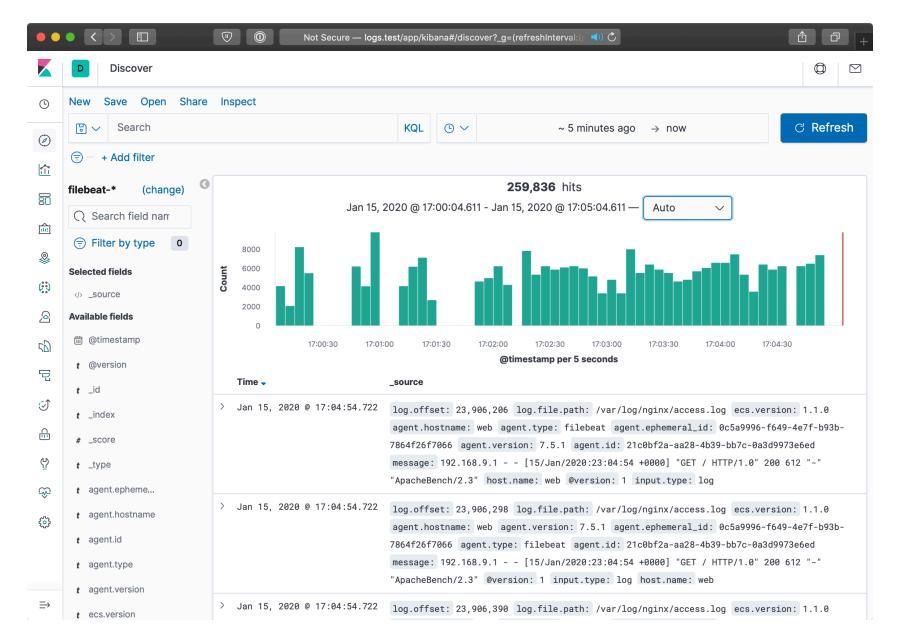 Not Secure — logs.test/app/kibana#/discover?_g=(refreshInterval:
D Discover
New Save Open Share Inspect
Search KQL ~ 5 minutes ago → now Refresh
+ Add filter
filebeat-* (change)
Search field nam
Filter by type 0
Selected fields
_source
Available fields
@timestamp
t @version
t _id
t _index
# _score
t _type
t agent.epheme...
t agent.hostname
t agent.id
t agent.type
t agent.version
t ecs.version
259,836 hits
Jan 15, 2020 @ 17:00:04.611 - Jan 15, 2020 @ 17:05:04.611 — Auto
Count
8000
6000
4000
2000
0
17:00:30 17:01:00 17:01:30 17:02:00 17:02:30 17:03:00 17:03:30 17:04:00 17:04:30
@timestamp per 5 seconds
Time _source
Jan 15, 2020 @ 17:04:54.722 log.offset: 23,906,206 log.file.path: /var/log/nginx/access.log ecs.version: 1.1.0
agent.hostname: web agent.type: filebeat agent.ephemeral_id: 0c5a9996-f649-4e7f-b93b-
7864f26f7066 agent.version: 7.5.1 agent.id: 21c0bf2a-aa28-4b39-bb7c-0a3d9973e6ed
message: 192.168.9.1 - - [15/Jan/2020:23:04:54 +0000] "GET / HTTP/1.0" 200 612 "-"
"ApacheBench/2.3" host.name: web @version: 1 input.type: log
Jan 15, 2020 @ 17:04:54.722 log.offset: 23,906,298 log.file.path: /var/log/nginx/access.log ecs.version: 1.1.0
agent.hostname: web agent.version: 7.5.1 agent.ephemeral_id: 0c5a9996-f649-4e7f-b93b-
7864f26f7066 agent.type: filebeat agent.id: 21c0bf2a-aa28-4b39-bb7c-0a3d9973e6ed
message: 192.168.9.1 - - [15/Jan/2020:23:04:54 +0000] "GET / HTTP/1.0" 200 612 "-"
"ApacheBench/2.3" @version: 1 input.type: log host.name: web
Jan 15, 2020 @ 17:04:54.722 log.offset: 23,906,390 log.file.path: /var/log/nginx/access.log ecs.version: 1.1.0